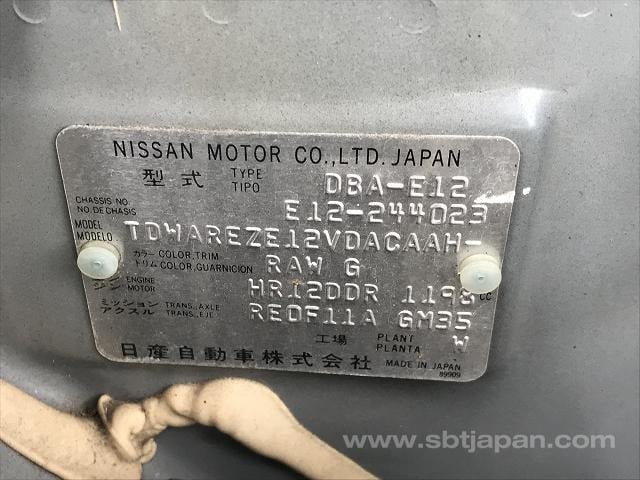 NISSAN MOTOR CO.,LTD. JAPAN
型式 TYPE TIPO DBA-E12
CHASSIS NO. NO. DE CHASIS E12-244023
MODEL MODELO TDWAREZE12VDACAAH-
カラー トリム COLOR,TRIM COLOR,GUARNICION RAW G
ジン ENGINE MOTOR HR12DDR 1198 CC
ミッション アクスル TRANS.,AXLE TRANS.,EJE RE0F11A GM35
工場 PLANT PLANTA W
日産自動車株式会社 MADE IN JAPAN
89909
www.sbtjapan.com